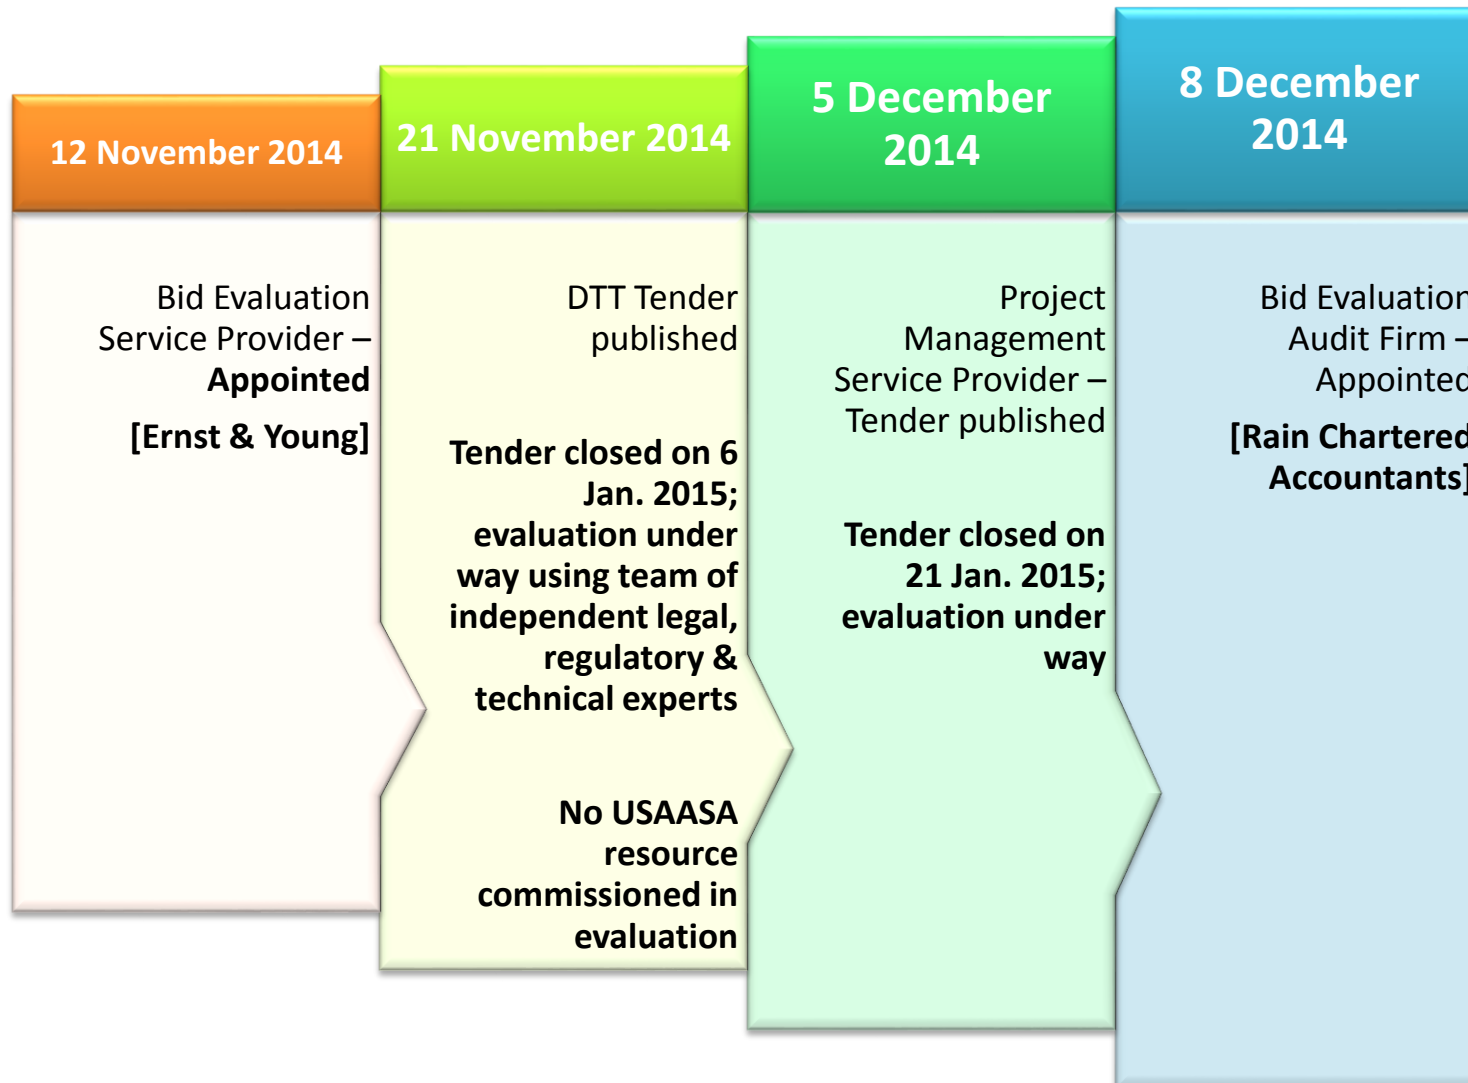 12 November 2014
Bid Evaluation
Service Provider –
Appointed
[Ernst & Young]
21 November 2014
DTT Tender
published
Tender closed on 6
Jan. 2015;
evaluation under
way using team of
independent legal,
regulatory &
technical experts
No USAASA
resource
commissioned in
evaluation
5 December
2014
Project
Management
Service Provider –
Tender published
Tender closed on
21 Jan. 2015;
evaluation under
way
8 December
2014
Bid Evaluation
Audit Firm –
Appointed
[Rain Chartered
Accountants]